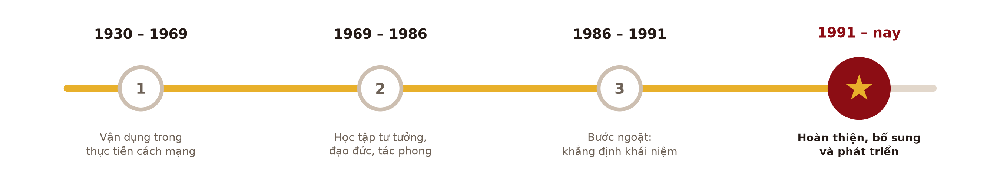 1930 – 1969
1969 – 1986
1986 – 1991
1991 – nay
1
2
3
Vận dụng trong
thực tiễn cách mạng
Học tập tư tưởng,
đạo đức, tác phong
Bước ngoặt:
khẳng định khái niệm
Hoàn thiện, bổ sung
và phát triển